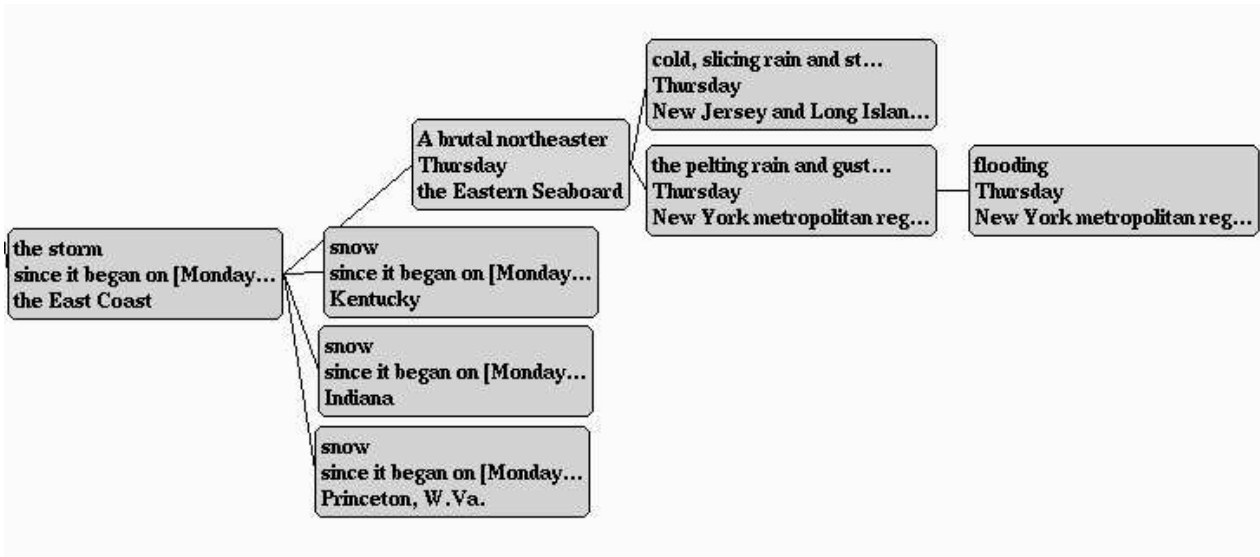 cold, slicing rain and st...
Thursday
New Jersey and Long Islan...
A brutal northeaster
Thursday
the Eastern Seaboard
the pelting rain and gust...
Thursday
New York metropolitan reg...
flooding
Thursday
New York metropolitan reg...
the storm
since it began on [Monday...
the East Coast
snow
since it began on [Monday...
Kentucky
snow
since it began on [Monday...
Indiana
snow
since it began on [Monday...
Princeton, W.Va.